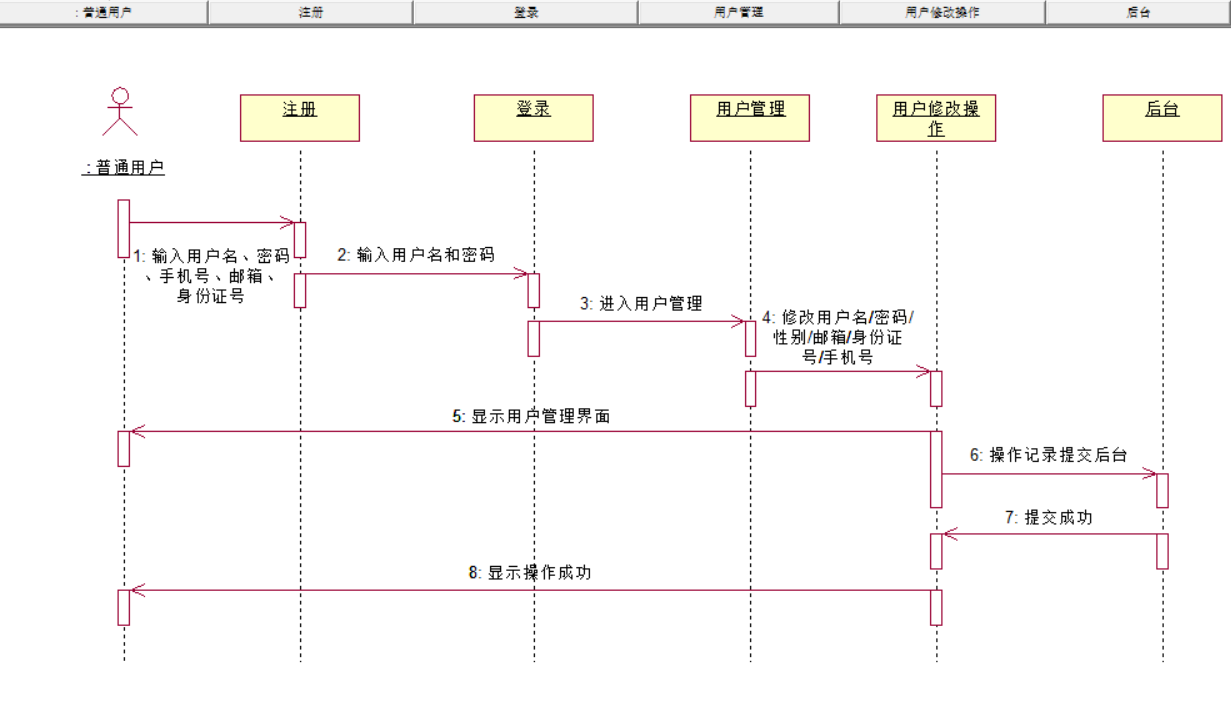 : 普通用户
注册
登录
用户管理
用户修改操作
后台
注册
登录
用户管理
用户修改操
作
后台
: 普通用户
1: 输入用户名、密码
、手机号、邮箱、
身份证号
2: 输入用户名和密码
3: 进入用户管理
4: 修改用户名/密码/
性别/邮箱/身份证
号/手机号
5: 显示用户管理界面
6: 操作记录提交后台
7: 提交成功
8: 显示操作成功